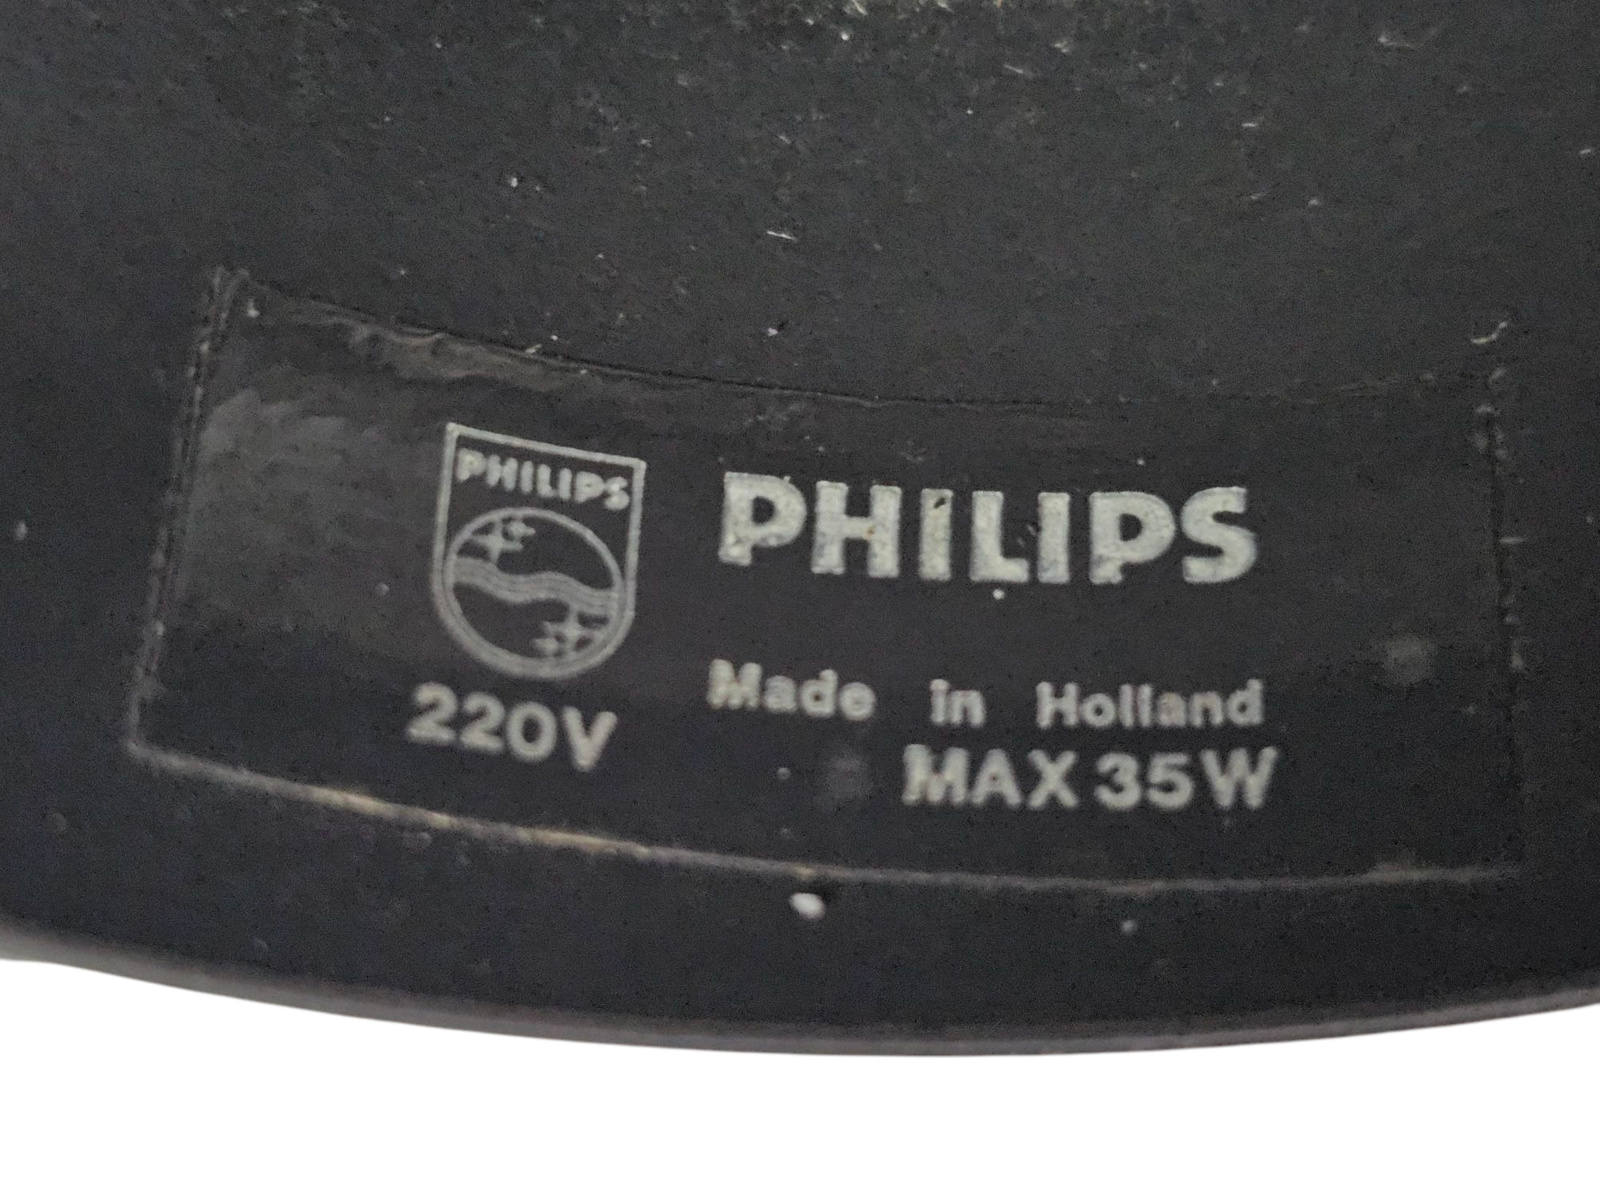 PHILIPS
PHILIPS
220V
Made in Holland
MAX 35W